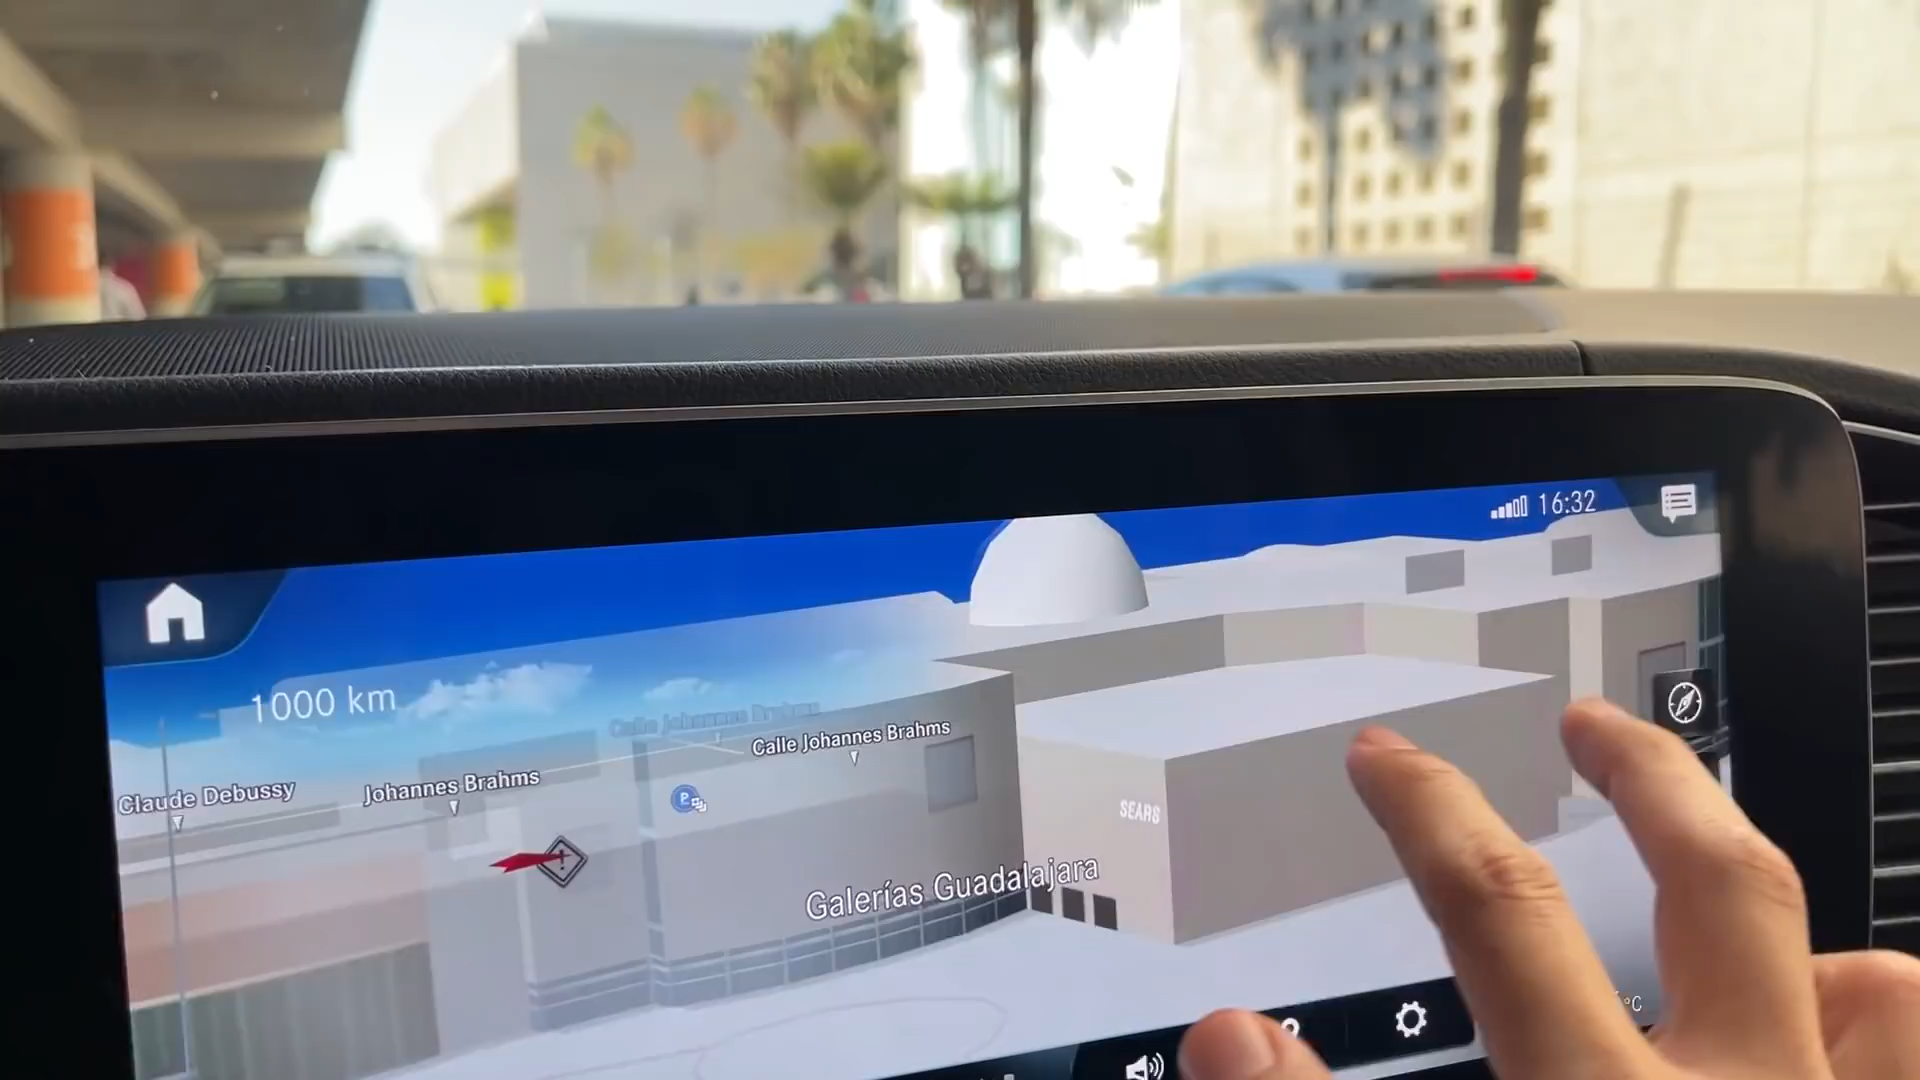 16:32
1000 km
Calle Johannes Brahms
Calle Johannes Brahms
Claude Debussy
Johannes Brahms
P
SEARS
Galerías Guadalajara
°C